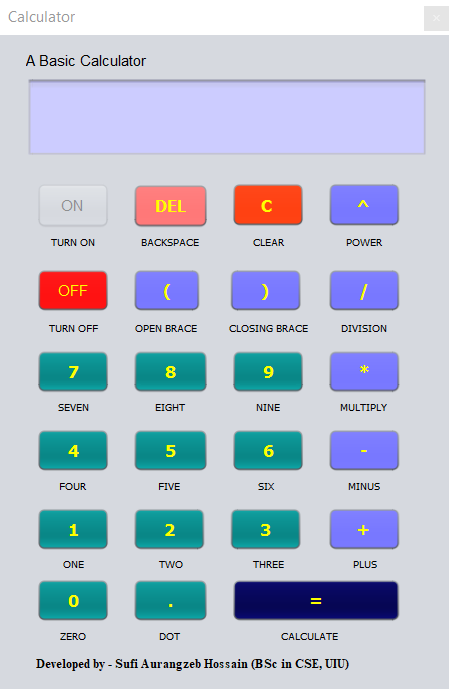 Calculator
x
A Basic Calculator
ON DEL C ^
TURN ON BACKSPACE CLEAR POWER
OFF ( ) /
TURN OFF OPEN BRACE CLOSING BRACE DIVISION
7 8 9 *
SEVEN EIGHT NINE MULTIPLY
4 5 6 -
FOUR FIVE SIX MINUS
1 2 3 +
ONE TWO THREE PLUS
0 . =
ZERO DOT CALCULATE
Developed by - Sufi Aurangzeb Hossain (BSc in CSE, UIU)